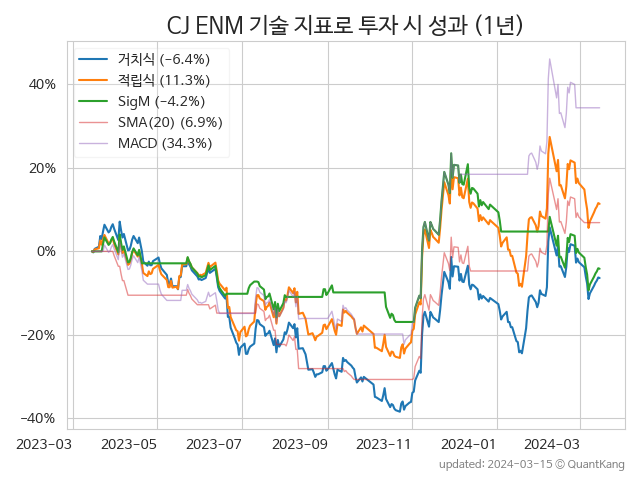 CJ ENM 기술 지표로 투자 시 성과 (1년)
거치식 (−6.4%)
적립식 (11.3%)
SigM (−4.2%)
SMA(20) (6.9%)
MACD (34.3%)
40%
20%
0%
−20%
−40%
2023-03 2023-05 2023-07 2023-09 2023-11 2024-01 2024-03
updated: 2024-03-15 © QuantKang